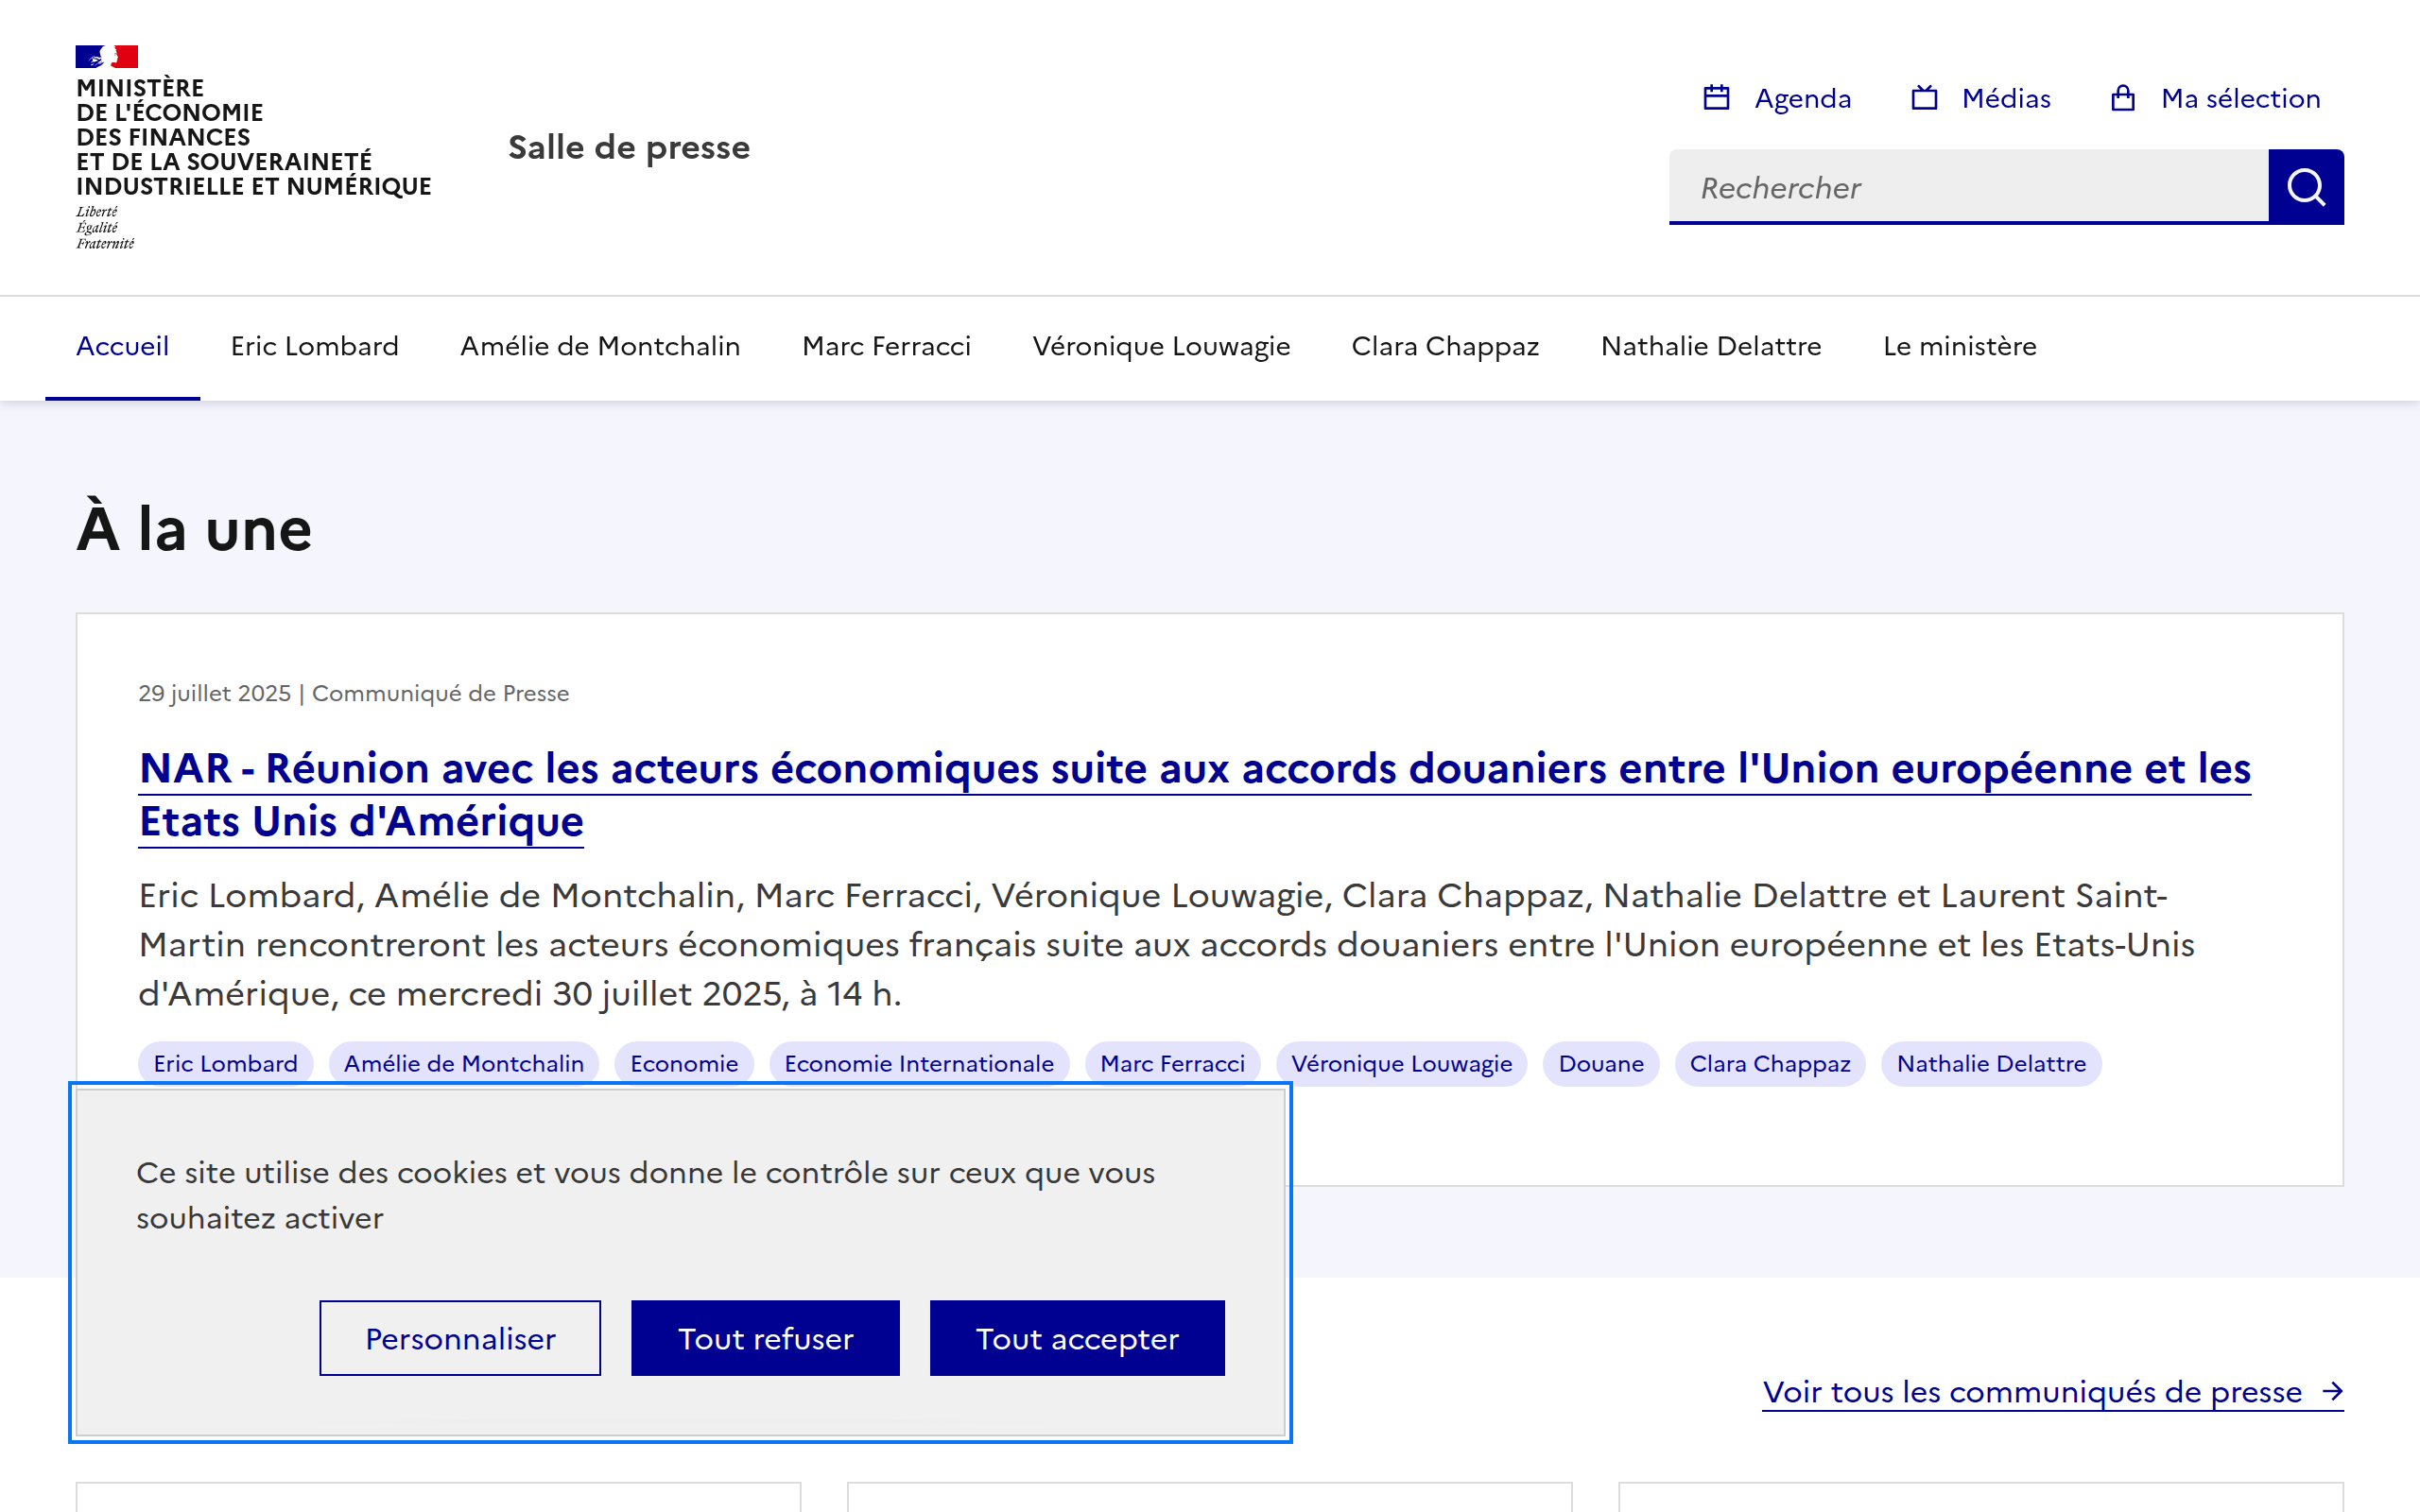 MINISTÈRE
DE L'ÉCONOMIE
DES FINANCES
ET DE LA SOUVERAINETÉ
INDUSTRIELLE ET NUMÉRIQUE
Liberté
Égalité
Fraternité
Salle de presse
Agenda
Médias
Ma sélection
Rechercher
Accueil Eric Lombard Amélie de Montchalin Marc Ferracci Véronique Louwagie Clara Chappaz Nathalie Delattre Le ministère
À la une
29 juillet 2025 | Communiqué de Presse
NAR - Réunion avec les acteurs économiques suite aux accords douaniers entre l'Union européenne et les
Etats Unis d'Amérique
Eric Lombard, Amélie de Montchalin, Marc Ferracci, Véronique Louwagie, Clara Chappaz, Nathalie Delattre et Laurent Saint-
Martin rencontreront les acteurs économiques français suite aux accords douaniers entre l'Union européenne et les Etats-Unis
d'Amérique, ce mercredi 30 juillet 2025, à 14 h.
Eric Lombard Amélie de Montchalin Economie Economie Internationale Marc Ferracci Véronique Louwagie Douane Clara Chappaz Nathalie Delattre
Ce site utilise des cookies et vous donne le contrôle sur ceux que vous
souhaitez activer
Personnaliser Tout refuser Tout accepter
Voir tous les communiqués de presse